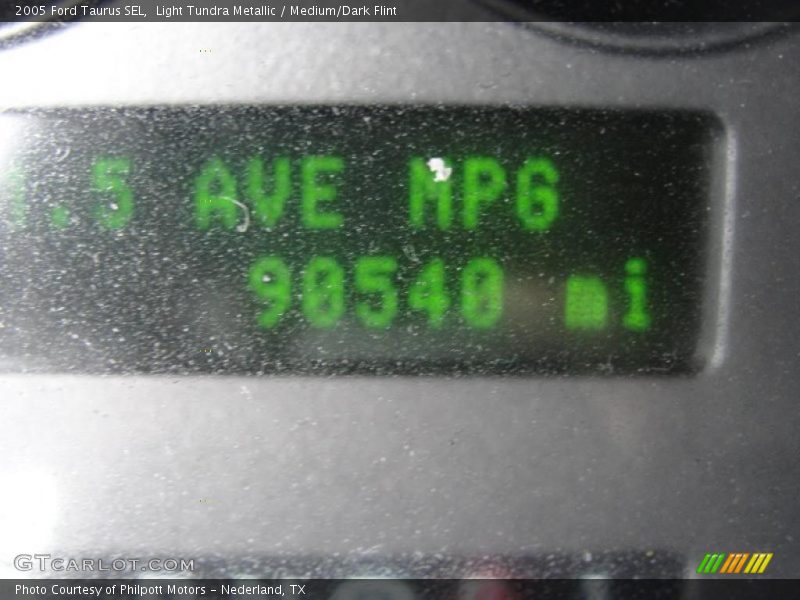 2005 Ford Taurus SEL,  Light Tundra Metallic / Medium/Dark Flint
.5 AVE MPG
90540 mi
GTCARLOT.COM
Photo Courtesy of Philpott Motors - Nederland, TX